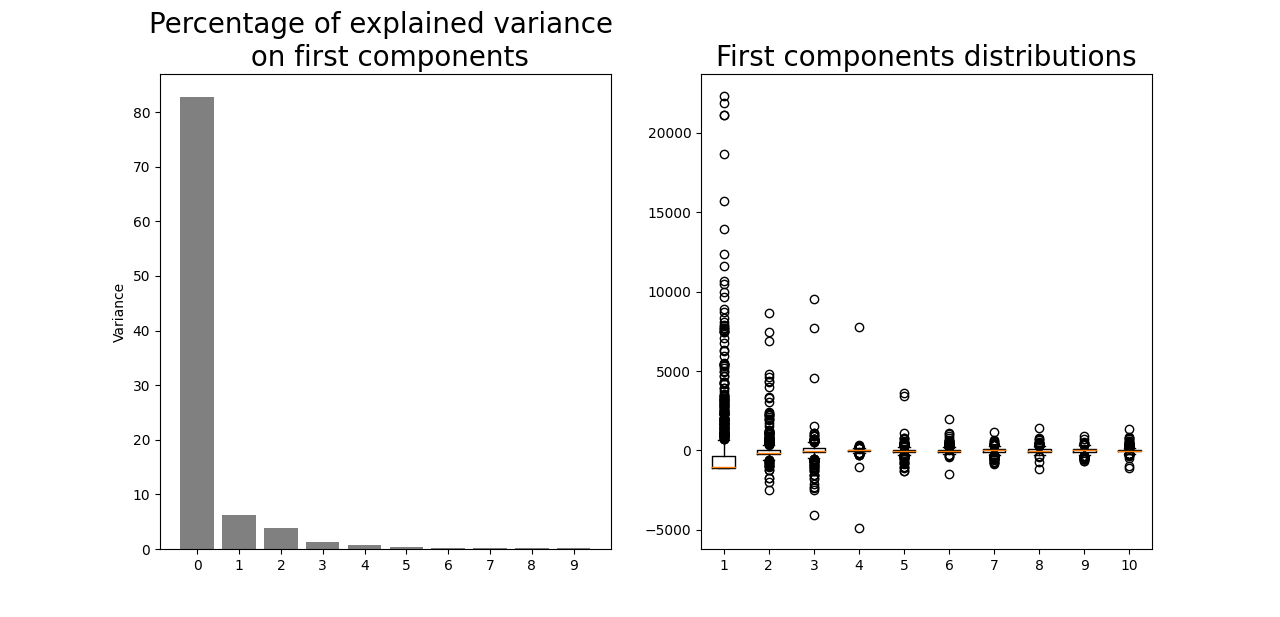 Percentage of explained variance
on first components
First components distributions
Variance
80
70
60
50
40
30
20
10
0
0 1 2 3 4 5 6 7 8 9
20000
15000
10000
5000
0
−5000
1 2 3 4 5 6 7 8 9 10